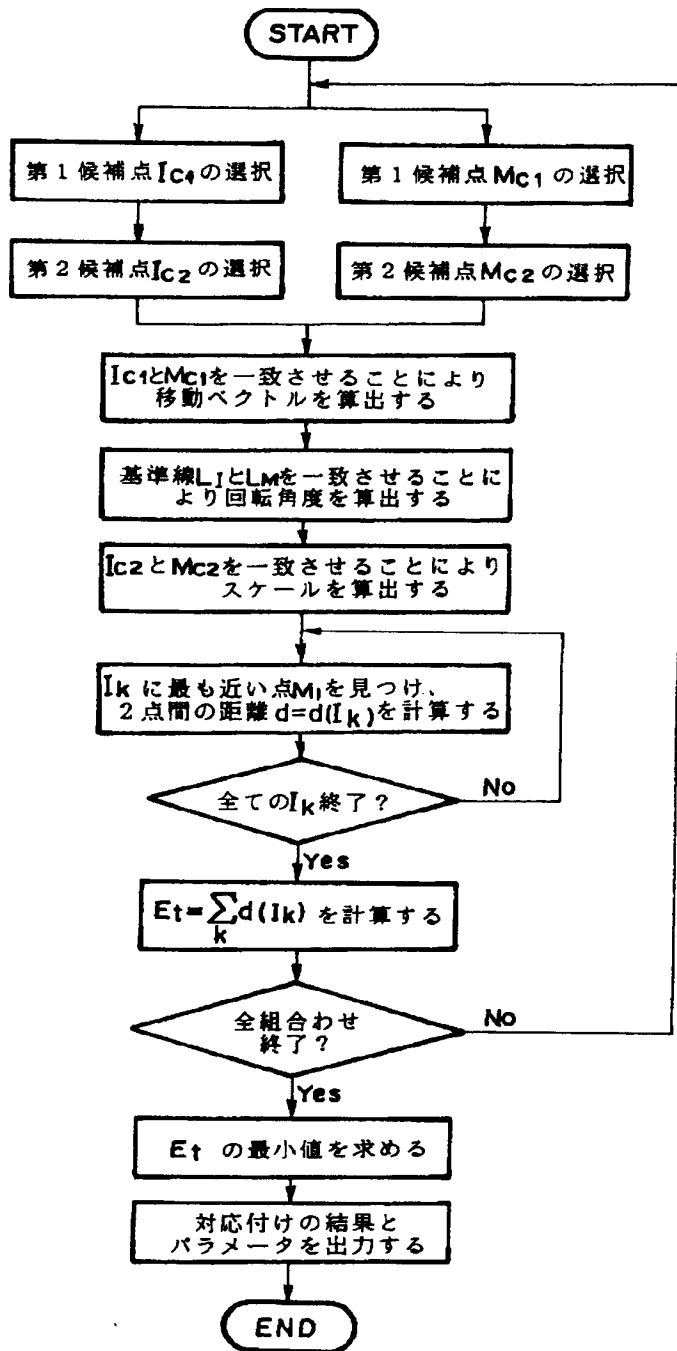 START
第1候補点IC1の選択
第1候補点MC1の選択
第2候補点IC2の選択
第2候補点MC2の選択
IC1とMC1を一致させることにより
移動ベクトルを算出する
基準線LIとLMを一致させることに
より回転角度を算出する
IC2とMC2を一致させることにより
スケールを算出する
Ikに最も近い点Mlを見つけ、
2点間の距離d=d(Ik)を計算する
全てのIk終了?
No
Yes
Et=∑d(Ik)を計算する
k
全組合わせ
終了?
No
Yes
Etの最小値を求める
対応付けの結果と
パラメータを出力する
END